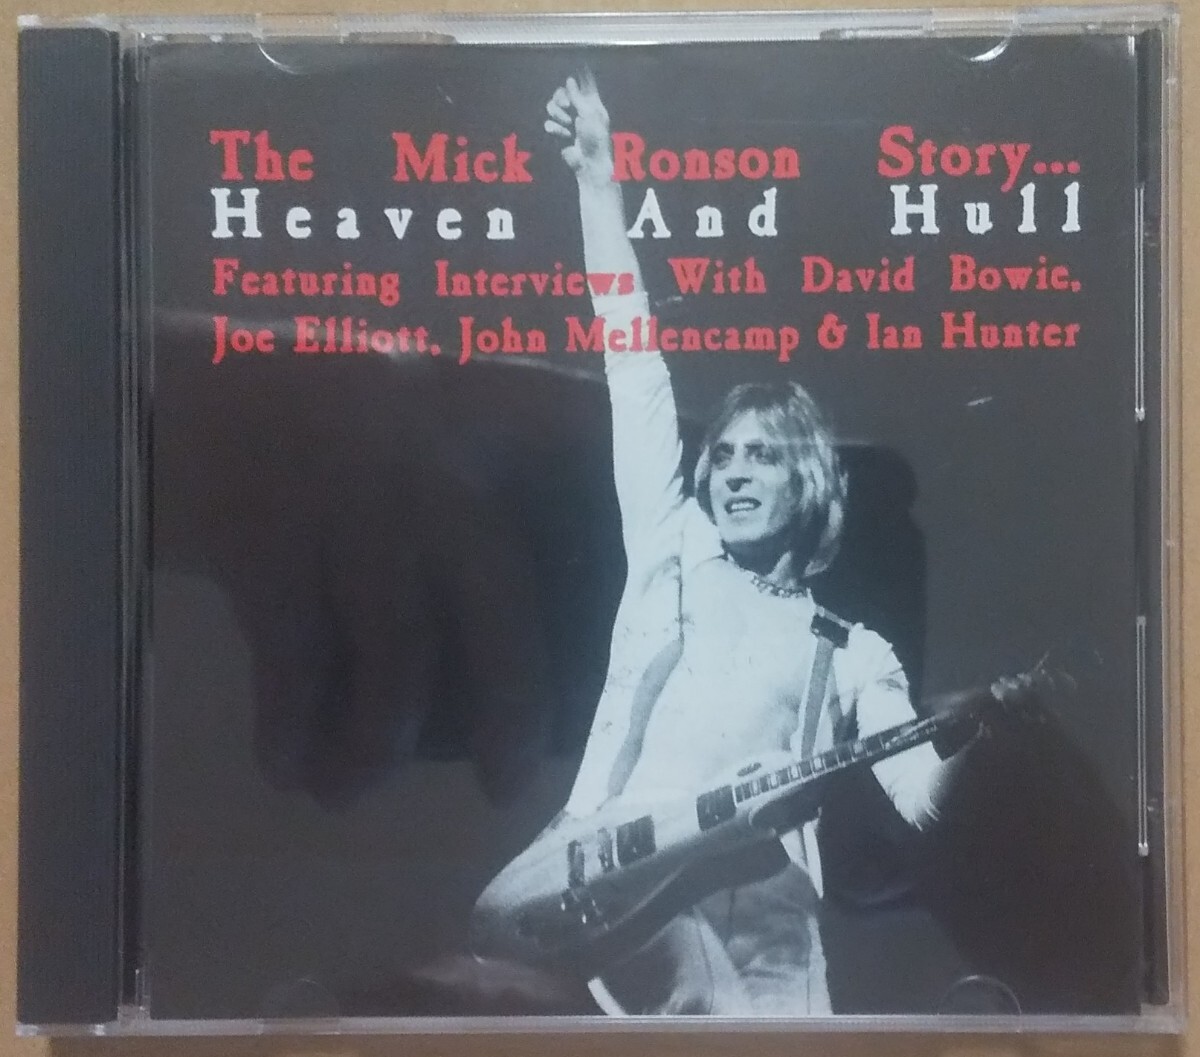 The Mick Ronson Story...
Heaven And Hull
Featuring Interviews With David Bowie,
Joe Elliott, John Mellencamp & Ian Hunter